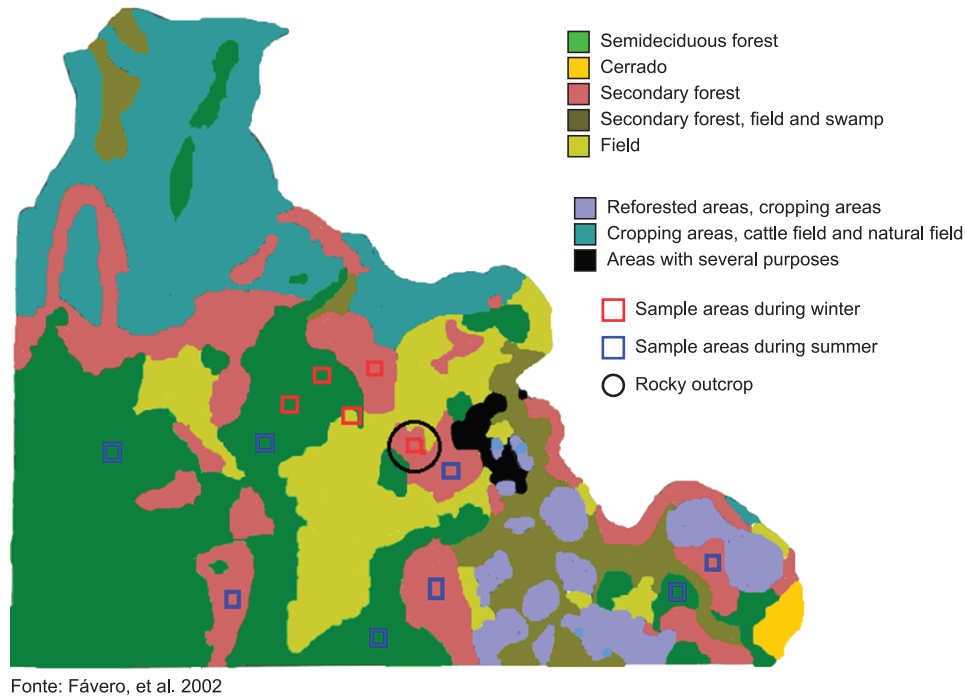 Semideciduous forest
Cerrado
Secondary forest
Secondary forest, field and swamp
Field
Reforested areas, cropping areas
Cropping areas, cattle field and natural field
Areas with several purposes
Sample areas during winter
Sample areas during summer
Rocky outcrop
Fonte: Fávero, et al. 2002